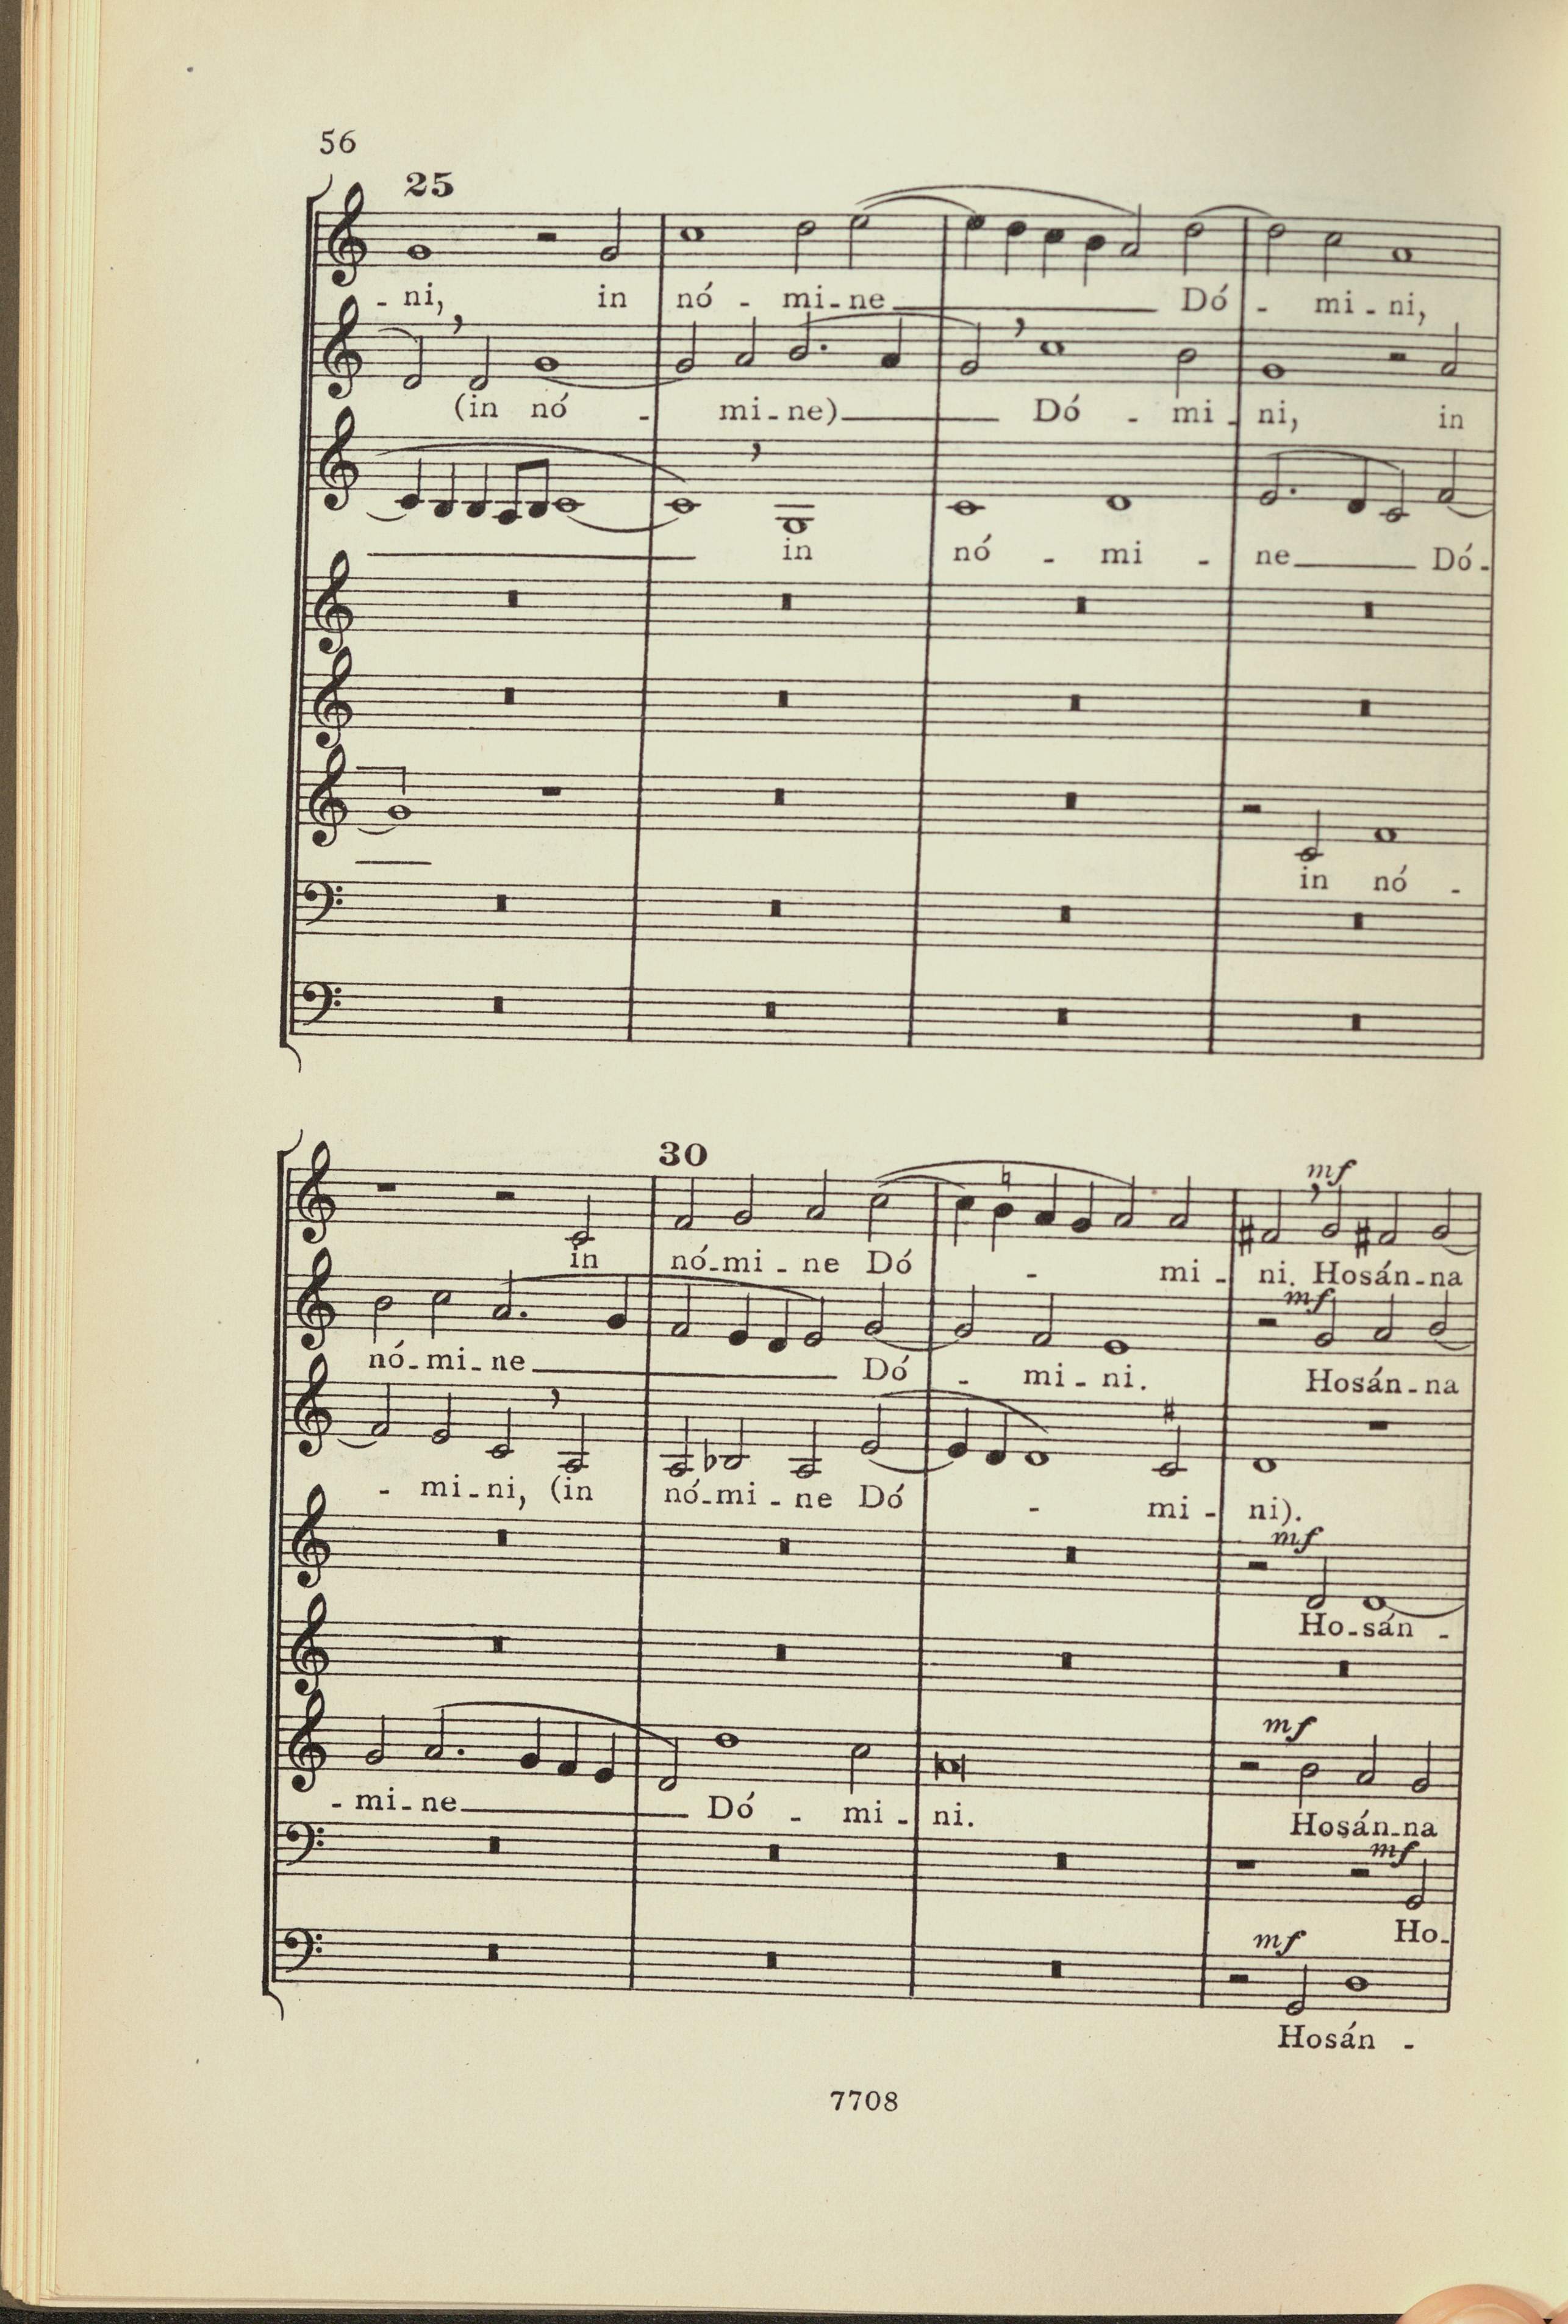 56
25
- ni, in nó - mi - ne Dó - mi - ni,
(in nó - mi - ne) Dó - mi - ni, in
in nó - mi - ne Dó -
in nó -
30
mf
in nó - mi - ne Dó - mi - ni. Hosán - na
mf
nó - mi - ne Dó - mi - ni. Hosán - na
- mi - ni, (in nó - mi - ne Dó - mi - ni).
mf
Ho - sán -
mf
- mi - ne Dó - mi - ni. Hosán - na
mf
Ho -
mf
Hosán -
7708